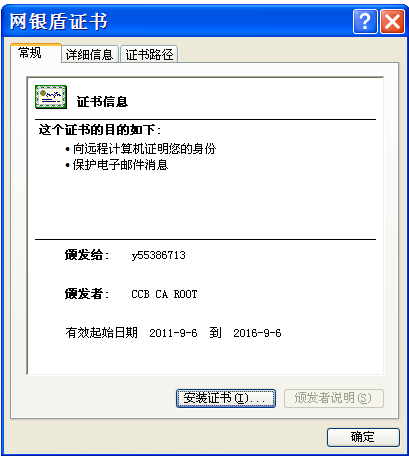 网银盾证书
常规 详细信息 证书路径
证书信息
这个证书的目的如下:
•向远程计算机证明您的身份
•保护电子邮件消息
颁发给: y55386713
颁发者: CCB CA ROOT
有效起始日期 2011-9-6 到 2016-9-6
安装证书(I)... 颁发者说明(S)
确定